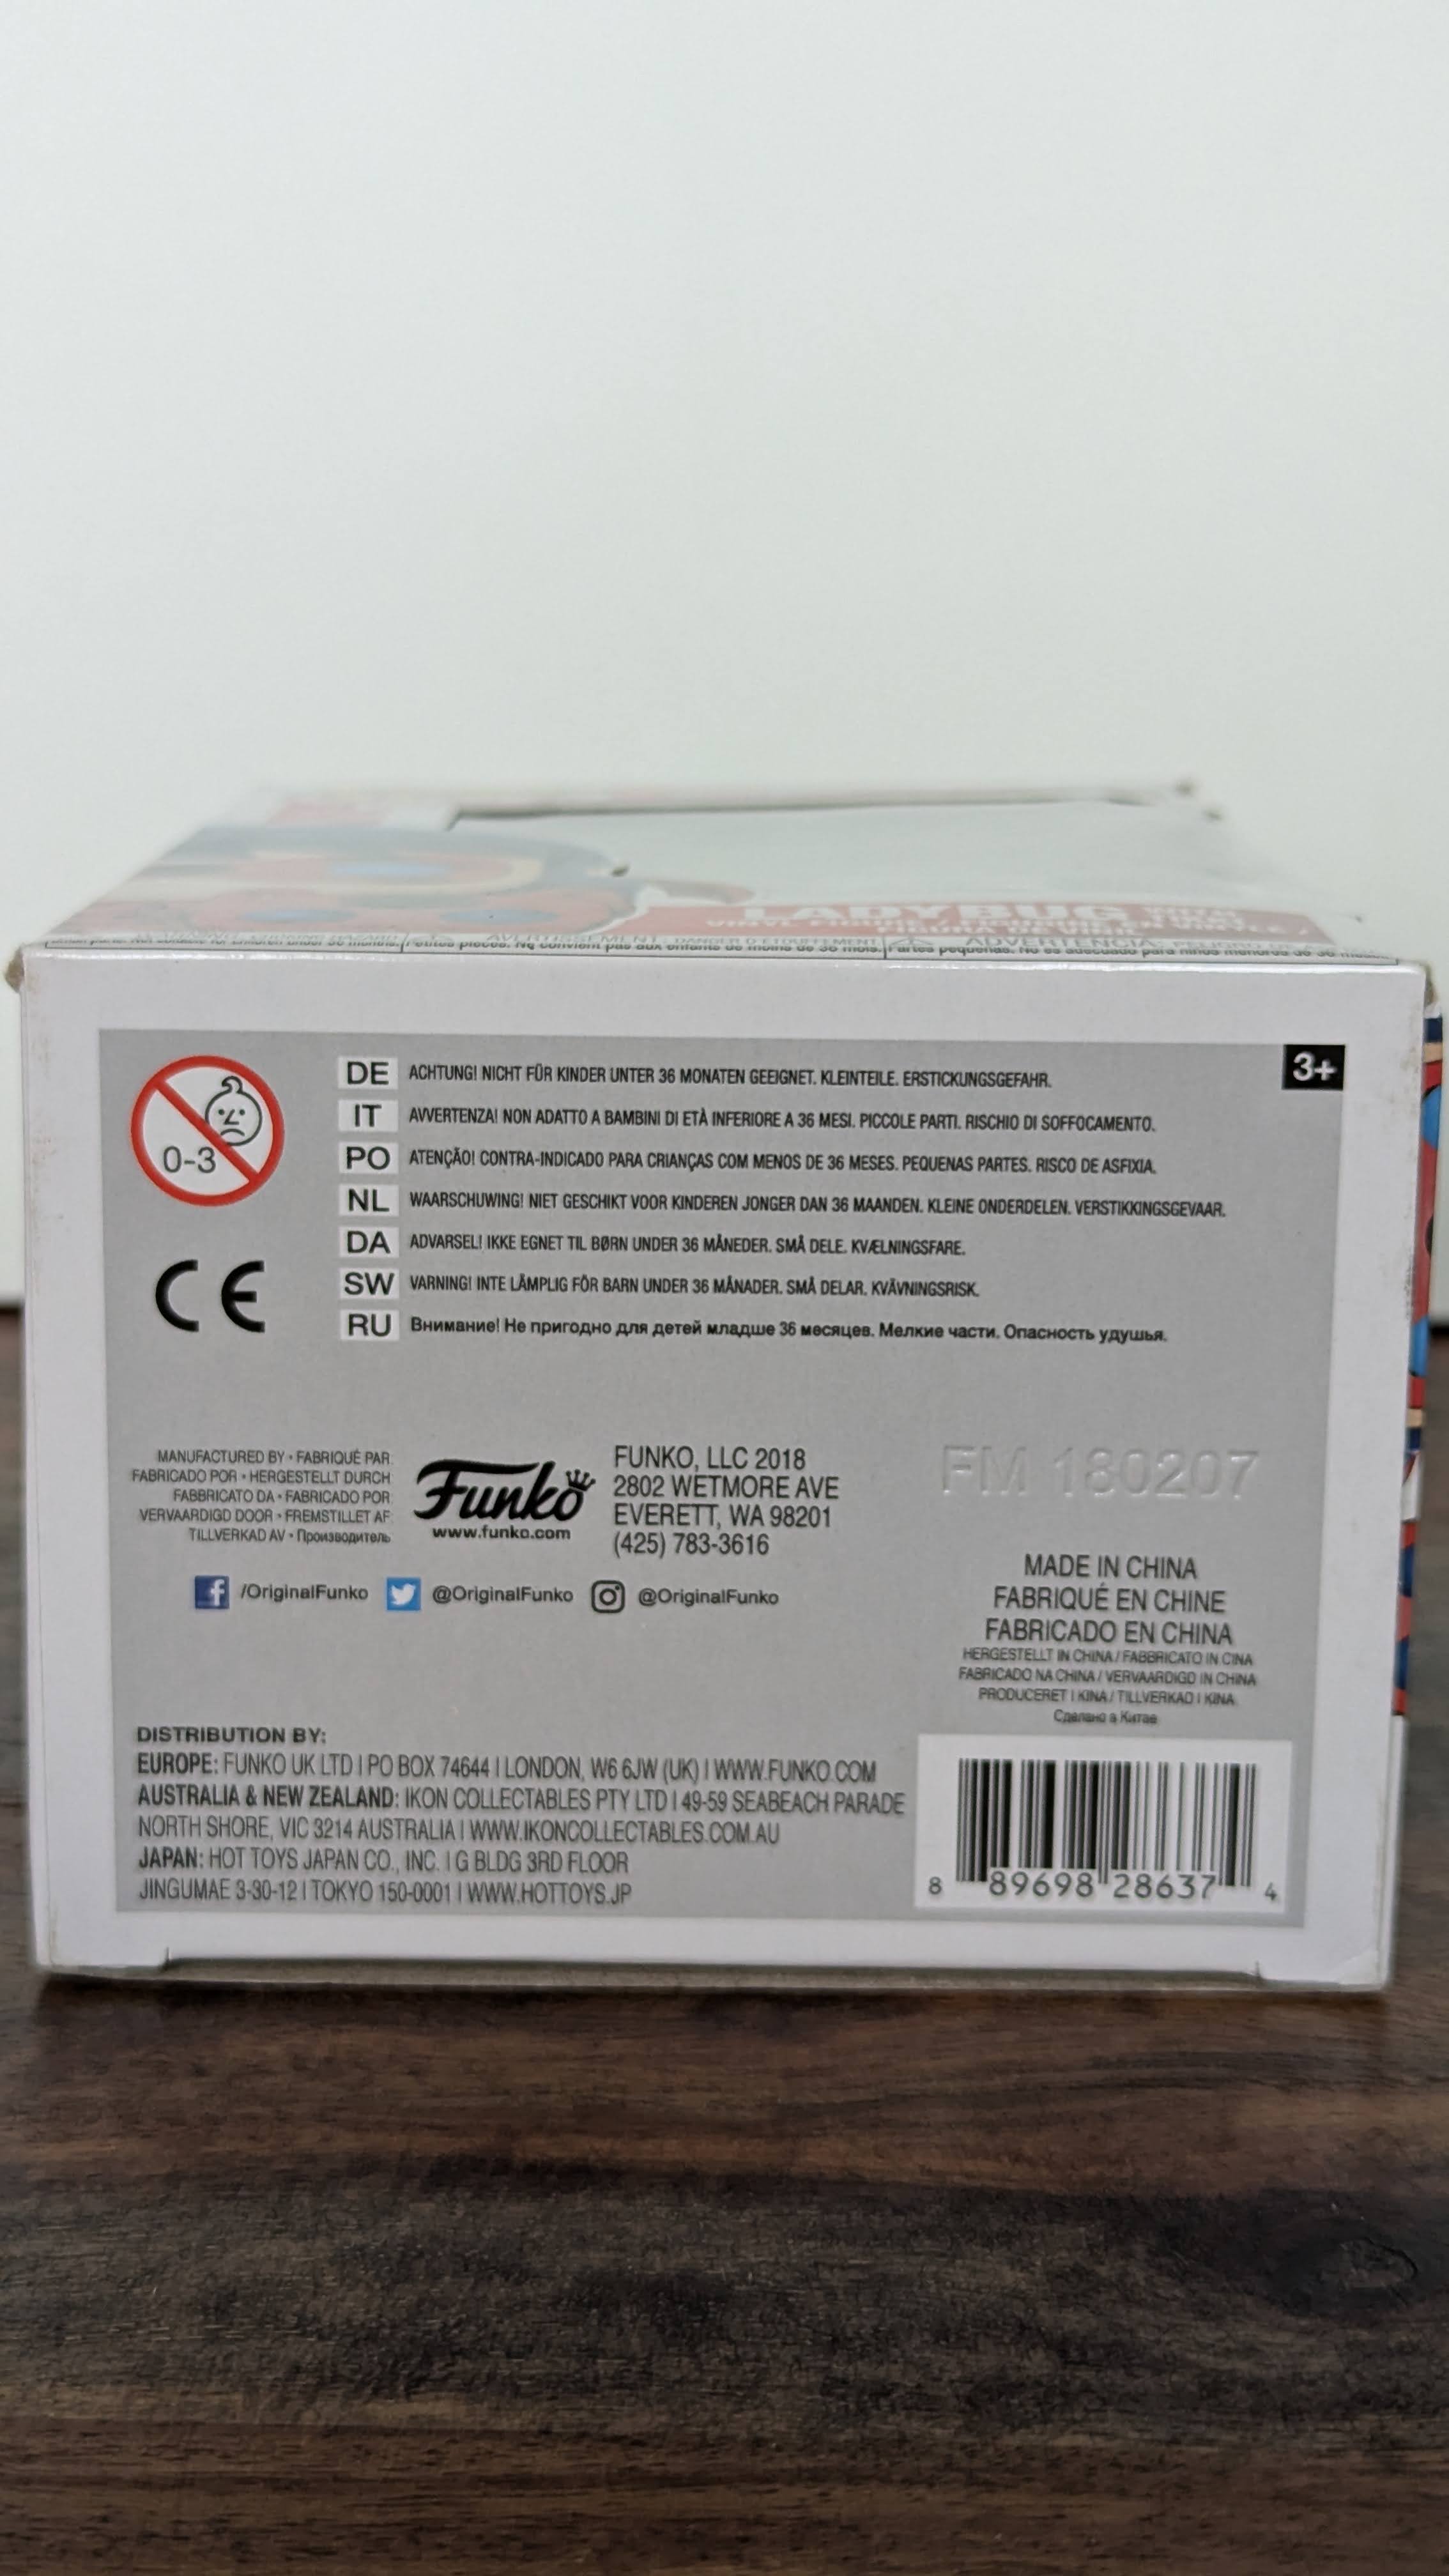 LADYBUG
3+
0-3
DE ACHTUNG! NICHT FÜR KINDER UNTER 36 MONATEN GEEIGNET. KLEINTEILE. ERSTICKUNGSGEFAHR.
IT AVVERTENZA! NON ADATTO A BAMBINI DI ETÀ INFERIORE A 36 MESI. PICCOLE PARTI. RISCHIO DI SOFFOCAMENTO.
PO ATENÇÃO! CONTRA-INDICADO PARA CRIANÇAS COM MENOS DE 36 MESES. PEQUENAS PARTES. RISCO DE ASFIXIA.
NL WAARSCHUWING! NIET GESCHIKT VOOR KINDEREN JONGER DAN 36 MAANDEN. KLEINE ONDERDELEN. VERSTIKKINGSGEVAAR.
DA ADVARSEL! IKKE EGNET TIL BØRN UNDER 36 MÅNEDER. SMÅ DELE. KVÆLNINGSFARE.
SW VARNING! INTE LÄMPLIG FÖR BARN UNDER 36 MÅNADER. SMÅ DELAR. KVÄVNINGSRISK.
RU Внимание! Не пригодно для детей младше 36 месяцев. Мелкие части. Опасность удушья.
CE
MANUFACTURED BY • FABRIQUÉ PAR
FABRICADO POR • HERGESTELLT DURCH
FABBRICATO DA • FABRICADO POR
VERVAARDIGD DOOR • FREMSTILLET AF
TILLVERKAD AV • Производитель
Funko
www.funko.com
FUNKO, LLC 2018
2802 WETMORE AVE
EVERETT, WA 98201
(425) 783-3616
FM 180207
/OriginalFunko @OriginalFunko @OriginalFunko
MADE IN CHINA
FABRIQUÉ EN CHINE
FABRICADO EN CHINA
HERGESTELLT IN CHINA / FABBRICATO IN CINA
FABRICADO NA CHINA / VERVAARDIGD IN CHINA
PRODUCERET I KINA / TILLVERKAD I KINA
Сделано в Китае
DISTRIBUTION BY:
EUROPE: FUNKO UK LTD | PO BOX 74644 | LONDON, W6 6JW (UK) | WWW.FUNKO.COM
AUSTRALIA & NEW ZEALAND: IKON COLLECTABLES PTY LTD | 49-59 SEABEACH PARADE
NORTH SHORE, VIC 3214 AUSTRALIA | WWW.IKONCOLLECTABLES.COM.AU
JAPAN: HOT TOYS JAPAN CO., INC. | G BLDG 3RD FLOOR
JINGUMAE 3-30-12 | TOKYO 150-0001 | WWW.HOTTOYS.JP
8 89698 28637 4